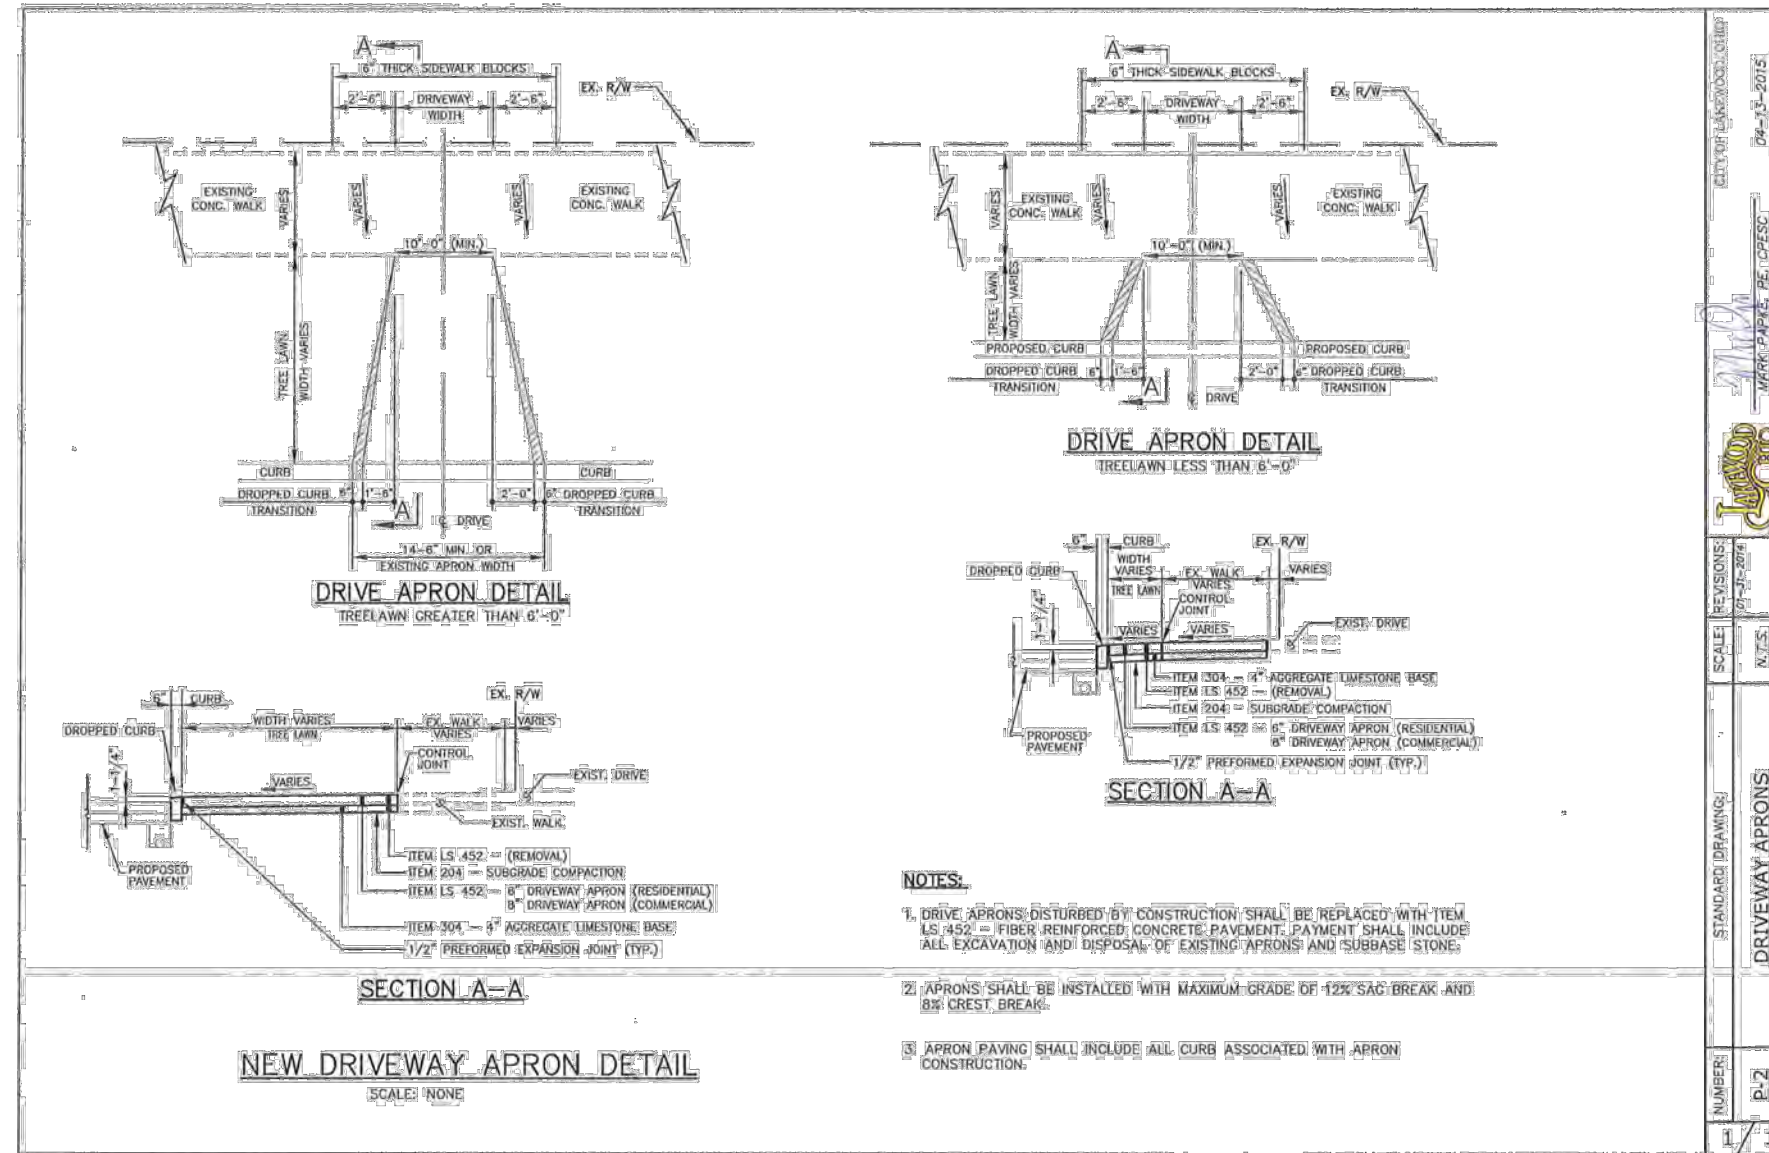 A
6" THICK SIDEWALK BLOCKS
2'-6" DRIVEWAY WIDTH 2'-6"
EX. R/W
EXISTING CONC. WALK
VARIES
VARIES
VARIES
EXISTING CONC. WALK
10'-0" (MIN.)
TREE LAWN
WIDTH VARIES
CURB
CURB
DROPPED CURB TRANSITION
6" 1'-6"
2'-0" 6"
DROPPED CURB TRANSITION
A
℄ DRIVE
14-6" MIN. OR
EXISTING APRON WIDTH
DRIVE APRON DETAIL
TREELAWN GREATER THAN 6'-0"
A
6" THICK SIDEWALK BLOCKS
2'-6" DRIVEWAY WIDTH 2'-6"
EX. R/W
EXISTING CONC. WALK
VARIES
VARIES
VARIES
EXISTING CONC. WALK
10'-0" (MIN.)
TREE LAWN
WIDTH VARIES
PROPOSED CURB
PROPOSED CURB
DROPPED CURB TRANSITION
6" 1'-6"
2'-0" 6"
DROPPED CURB TRANSITION
A
℄ DRIVE
DRIVE APRON DETAIL
TREELAWN LESS THAN 6'-0"
6" CURB
EX. R/W
WIDTH VARIES
TREE LAWN
EX. WALK VARIES
VARIES
DROPPED CURB
CONTROL JOINT
1-1/4"
VARIES
VARIES
EXIST. DRIVE
PROPOSED PAVEMENT
ITEM 304 - 4" AGGREGATE LIMESTONE BASE
ITEM LS 452 - (REMOVAL)
ITEM 204 - SUBGRADE COMPACTION
ITEM LS 452 - 6" DRIVEWAY APRON (RESIDENTIAL)
8" DRIVEWAY APRON (COMMERCIAL)
1/2" PREFORMED EXPANSION JOINT (TYP.)
SECTION A-A
6" CURB
EX. R/W
WIDTH VARIES
TREE LAWN
EX. WALK VARIES
VARIES
DROPPED CURB
CONTROL JOINT
1-1/4"
VARIES
EXIST. DRIVE
EXIST. WALK
PROPOSED PAVEMENT
ITEM LS 452 - (REMOVAL)
ITEM 204 - SUBGRADE COMPACTION
ITEM LS 452 - 6" DRIVEWAY APRON (RESIDENTIAL)
8" DRIVEWAY APRON (COMMERCIAL)
ITEM 304 - 4" AGGREGATE LIMESTONE BASE
1/2" PREFORMED EXPANSION JOINT (TYP.)
SECTION A-A
NEW DRIVEWAY APRON DETAIL
SCALE: NONE
NOTES:
1. DRIVE APRONS DISTURBED BY CONSTRUCTION SHALL BE REPLACED WITH ITEM
LS 452 - FIBER REINFORCED CONCRETE PAVEMENT. PAYMENT SHALL INCLUDE
ALL EXCAVATION AND DISPOSAL OF EXISTING APRONS AND SUBBASE STONE.
2. APRONS SHALL BE INSTALLED WITH MAXIMUM GRADE OF 12% SAG BREAK AND
8% CREST BREAK.
3. APRON PAVING SHALL INCLUDE ALL CURB ASSOCIATED WITH APRON
CONSTRUCTION.
CITY OF LAKEWOOD, OHIO
04-13-2015
MARK PAPKE, PE, CPESC
LAKEWOOD
REVISIONS:
01-31-2014
SCALE:
N.T.S.
STANDARD DRAWING:
DRIVEWAY APRONS
NUMBER:
P-2
1/1